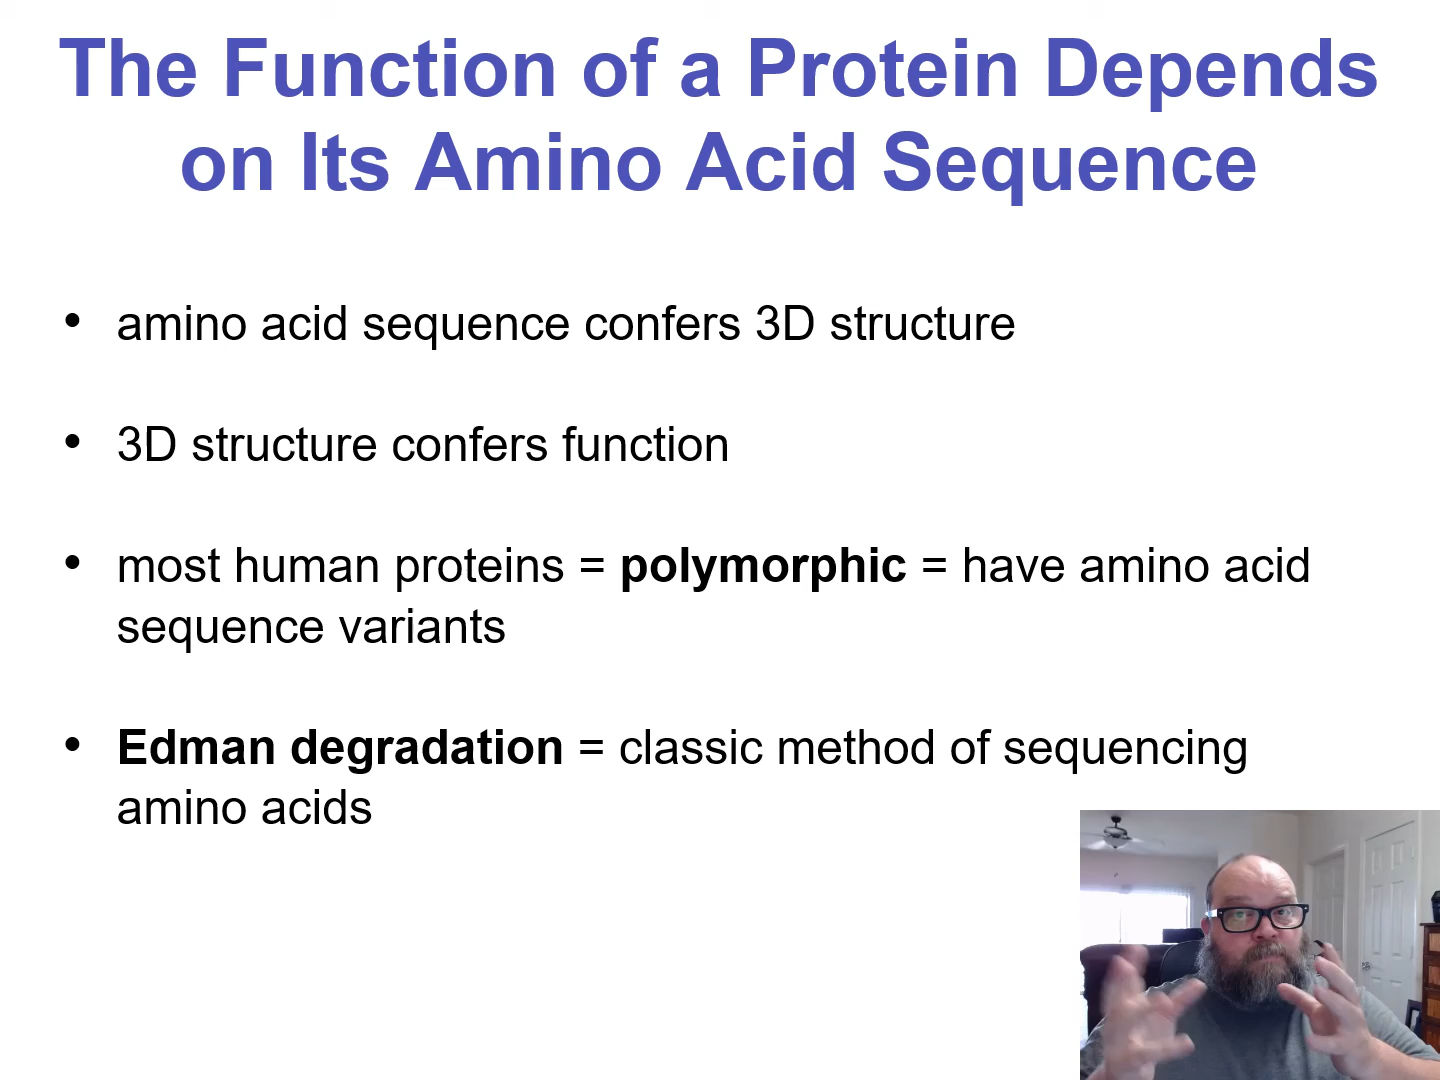 The Function of a Protein Depends
on Its Amino Acid Sequence
• amino acid sequence confers 3D structure
• 3D structure confers function
• most human proteins = polymorphic = have amino acid
sequence variants
• Edman degradation = classic method of sequencing
amino acids